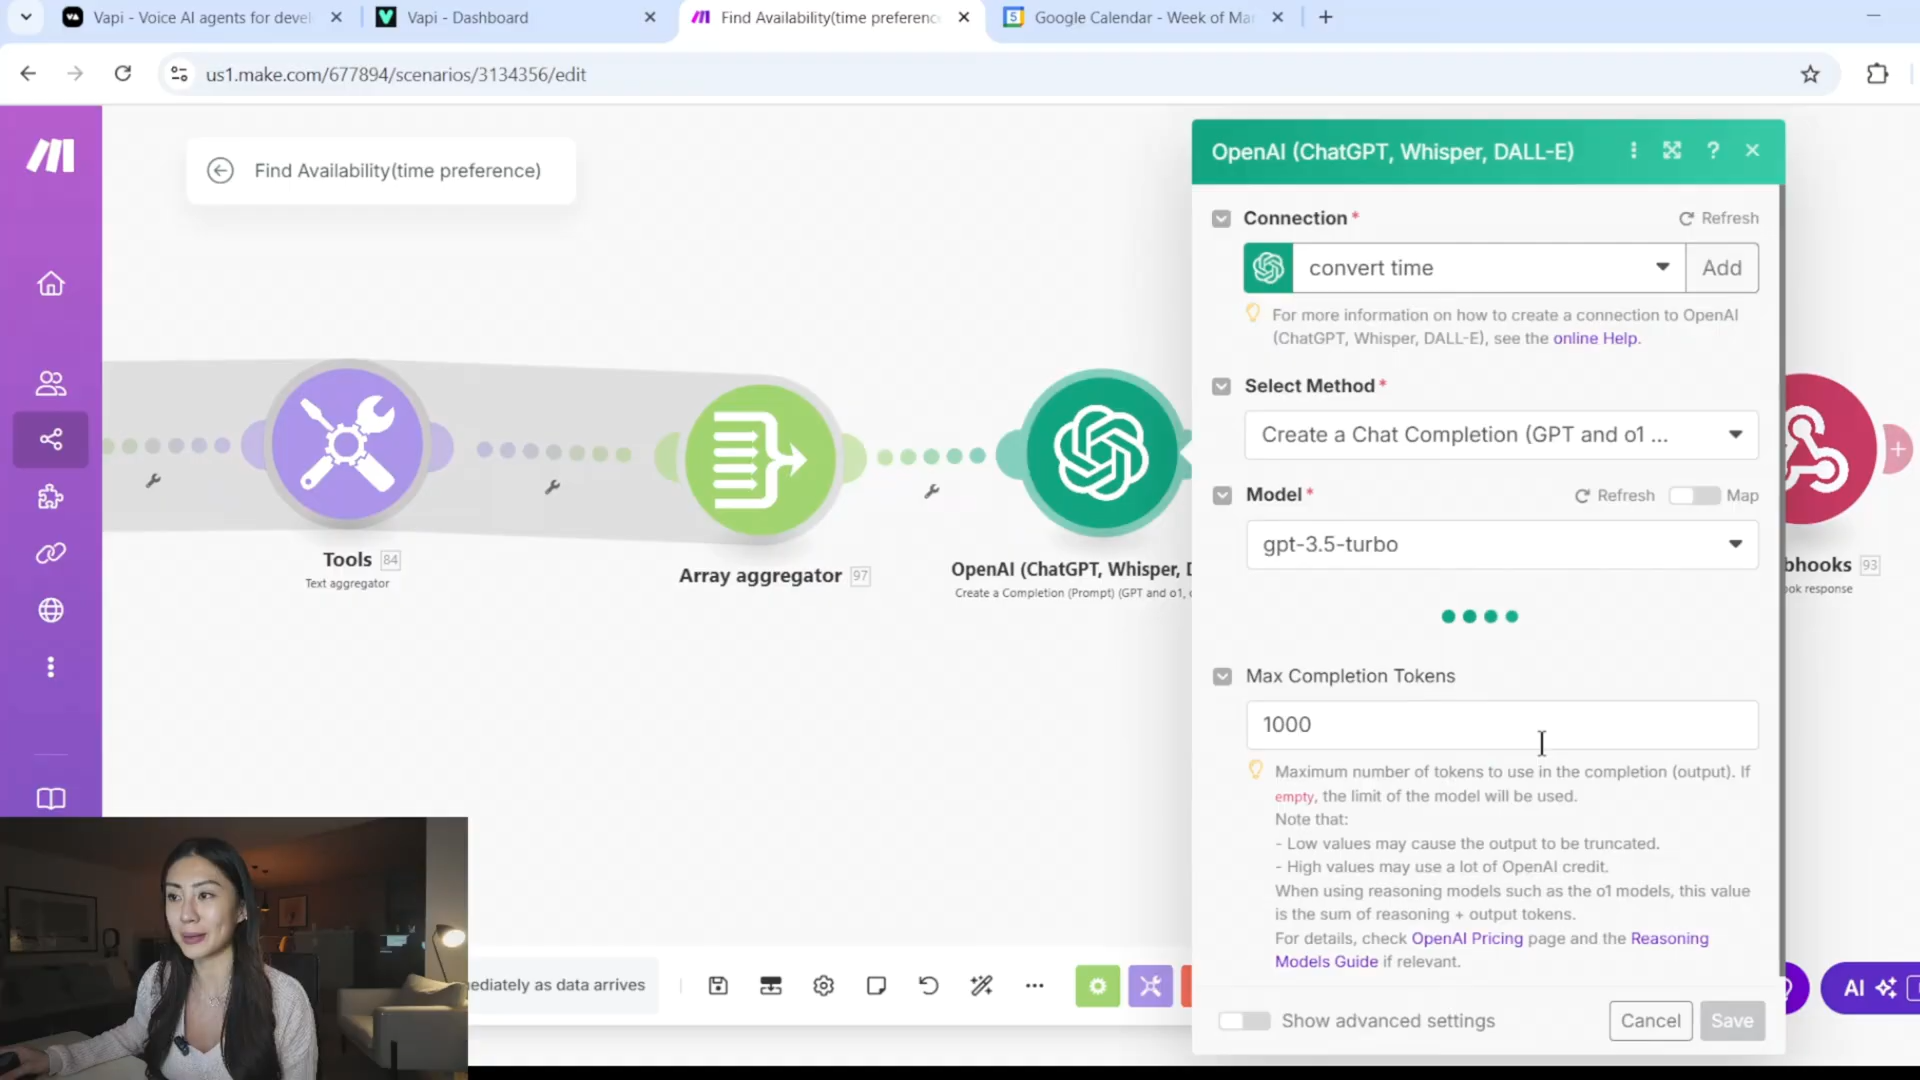 Vapi - Voice AI agents for devel
Vapi - Dashboard
Find Availability(time preferenc
Google Calendar - Week of Mar
us1.make.com/677894/scenarios/3134356/edit
Find Availability(time preference)
Tools 84
Text aggregator
Array aggregator 97
OpenAI (ChatGPT, Whisper, D
Create a Completion (Prompt) (GPT and o1,
bhooks 93
ok response
OpenAI (ChatGPT, Whisper, DALL-E)
Connection *
Refresh
convert time
Add
For more information on how to create a connection to OpenAI
(ChatGPT, Whisper, DALL-E), see the online Help.
Select Method *
Create a Chat Completion (GPT and o1 ...
Model *
Refresh
Map
gpt-3.5-turbo
Max Completion Tokens
1000
Maximum number of tokens to use in the completion (output). If
empty, the limit of the model will be used.
Note that:
- Low values may cause the output to be truncated.
- High values may use a lot of OpenAI credit.
When using reasoning models such as the o1 models, this value
is the sum of reasoning + output tokens.
For details, check OpenAI Pricing page and the Reasoning
Models Guide if relevant.
Show advanced settings
Cancel
Save
ediately as data arrives
AI